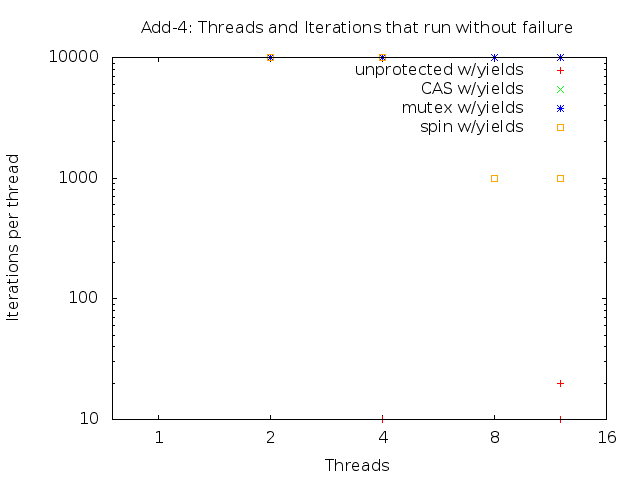 Add-4: Threads and Iterations that run without failure
10000
1000
100
10
Iterations per thread
unprotected w/yields
CAS w/yields
mutex w/yields
spin w/yields
1 2 4 8 16
Threads